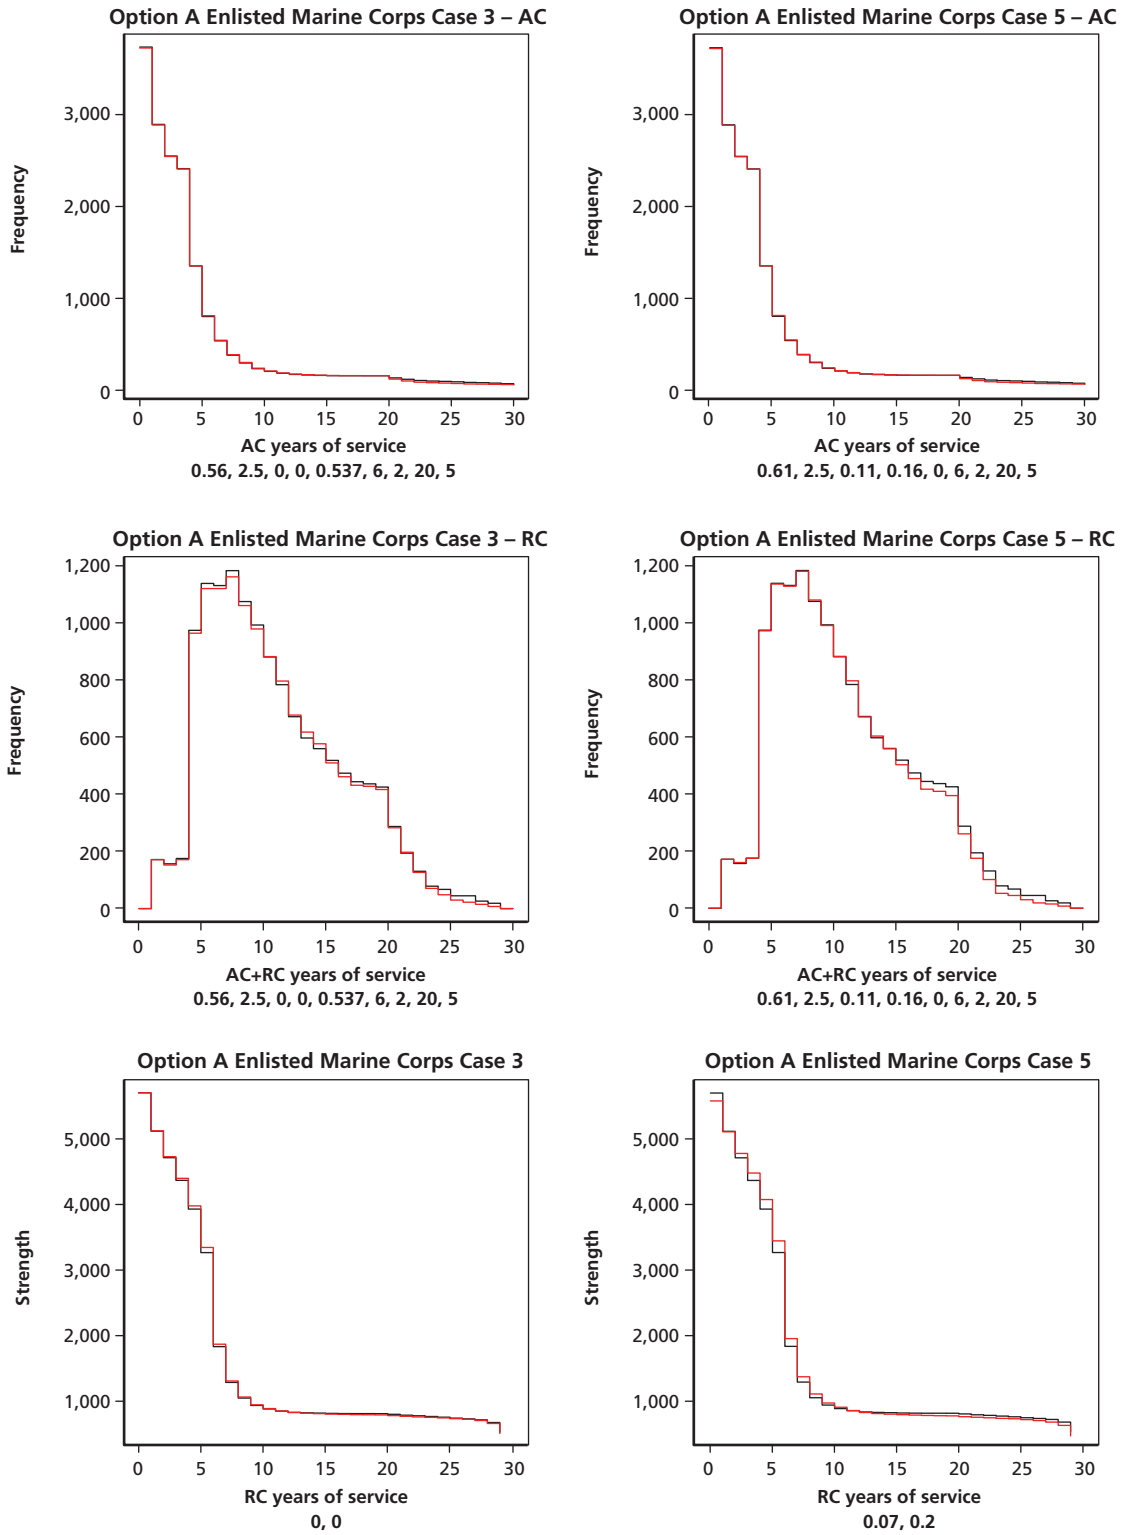 Option A Enlisted Marine Corps Case 3 – AC
Frequency
3,000
2,000
1,000
0
0 5 10 15 20 25 30
AC years of service
0.56, 2.5, 0, 0, 0.537, 6, 2, 20, 5
Option A Enlisted Marine Corps Case 5 – AC
Frequency
3,000
2,000
1,000
0
0 5 10 15 20 25 30
AC years of service
0.61, 2.5, 0.11, 0.16, 0, 6, 2, 20, 5
Option A Enlisted Marine Corps Case 3 – RC
Frequency
1,200
1,000
800
600
400
200
0
0 5 10 15 20 25 30
AC+RC years of service
0.56, 2.5, 0, 0, 0.537, 6, 2, 20, 5
Option A Enlisted Marine Corps Case 5 – RC
Frequency
1,200
1,000
800
600
400
200
0
0 5 10 15 20 25 30
AC+RC years of service
0.61, 2.5, 0.11, 0.16, 0, 6, 2, 20, 5
Option A Enlisted Marine Corps Case 3
Strength
5,000
4,000
3,000
2,000
1,000
0 5 10 15 20 25 30
RC years of service
0, 0
Option A Enlisted Marine Corps Case 5
Strength
5,000
4,000
3,000
2,000
1,000
0 5 10 15 20 25 30
RC years of service
0.07, 0.2